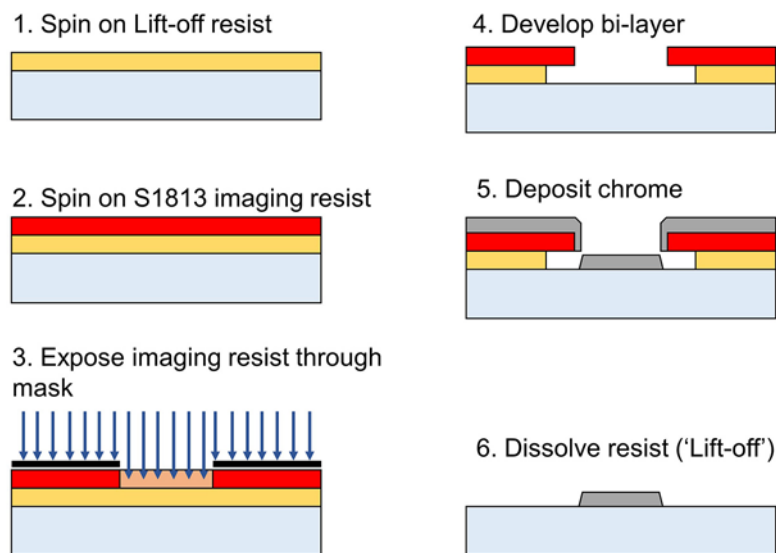 1. Spin on Lift-off resist
2. Spin on S1813 imaging resist
3. Expose imaging resist through
mask
4. Develop bi-layer
5. Deposit chrome
6. Dissolve resist (‘Lift-off’)